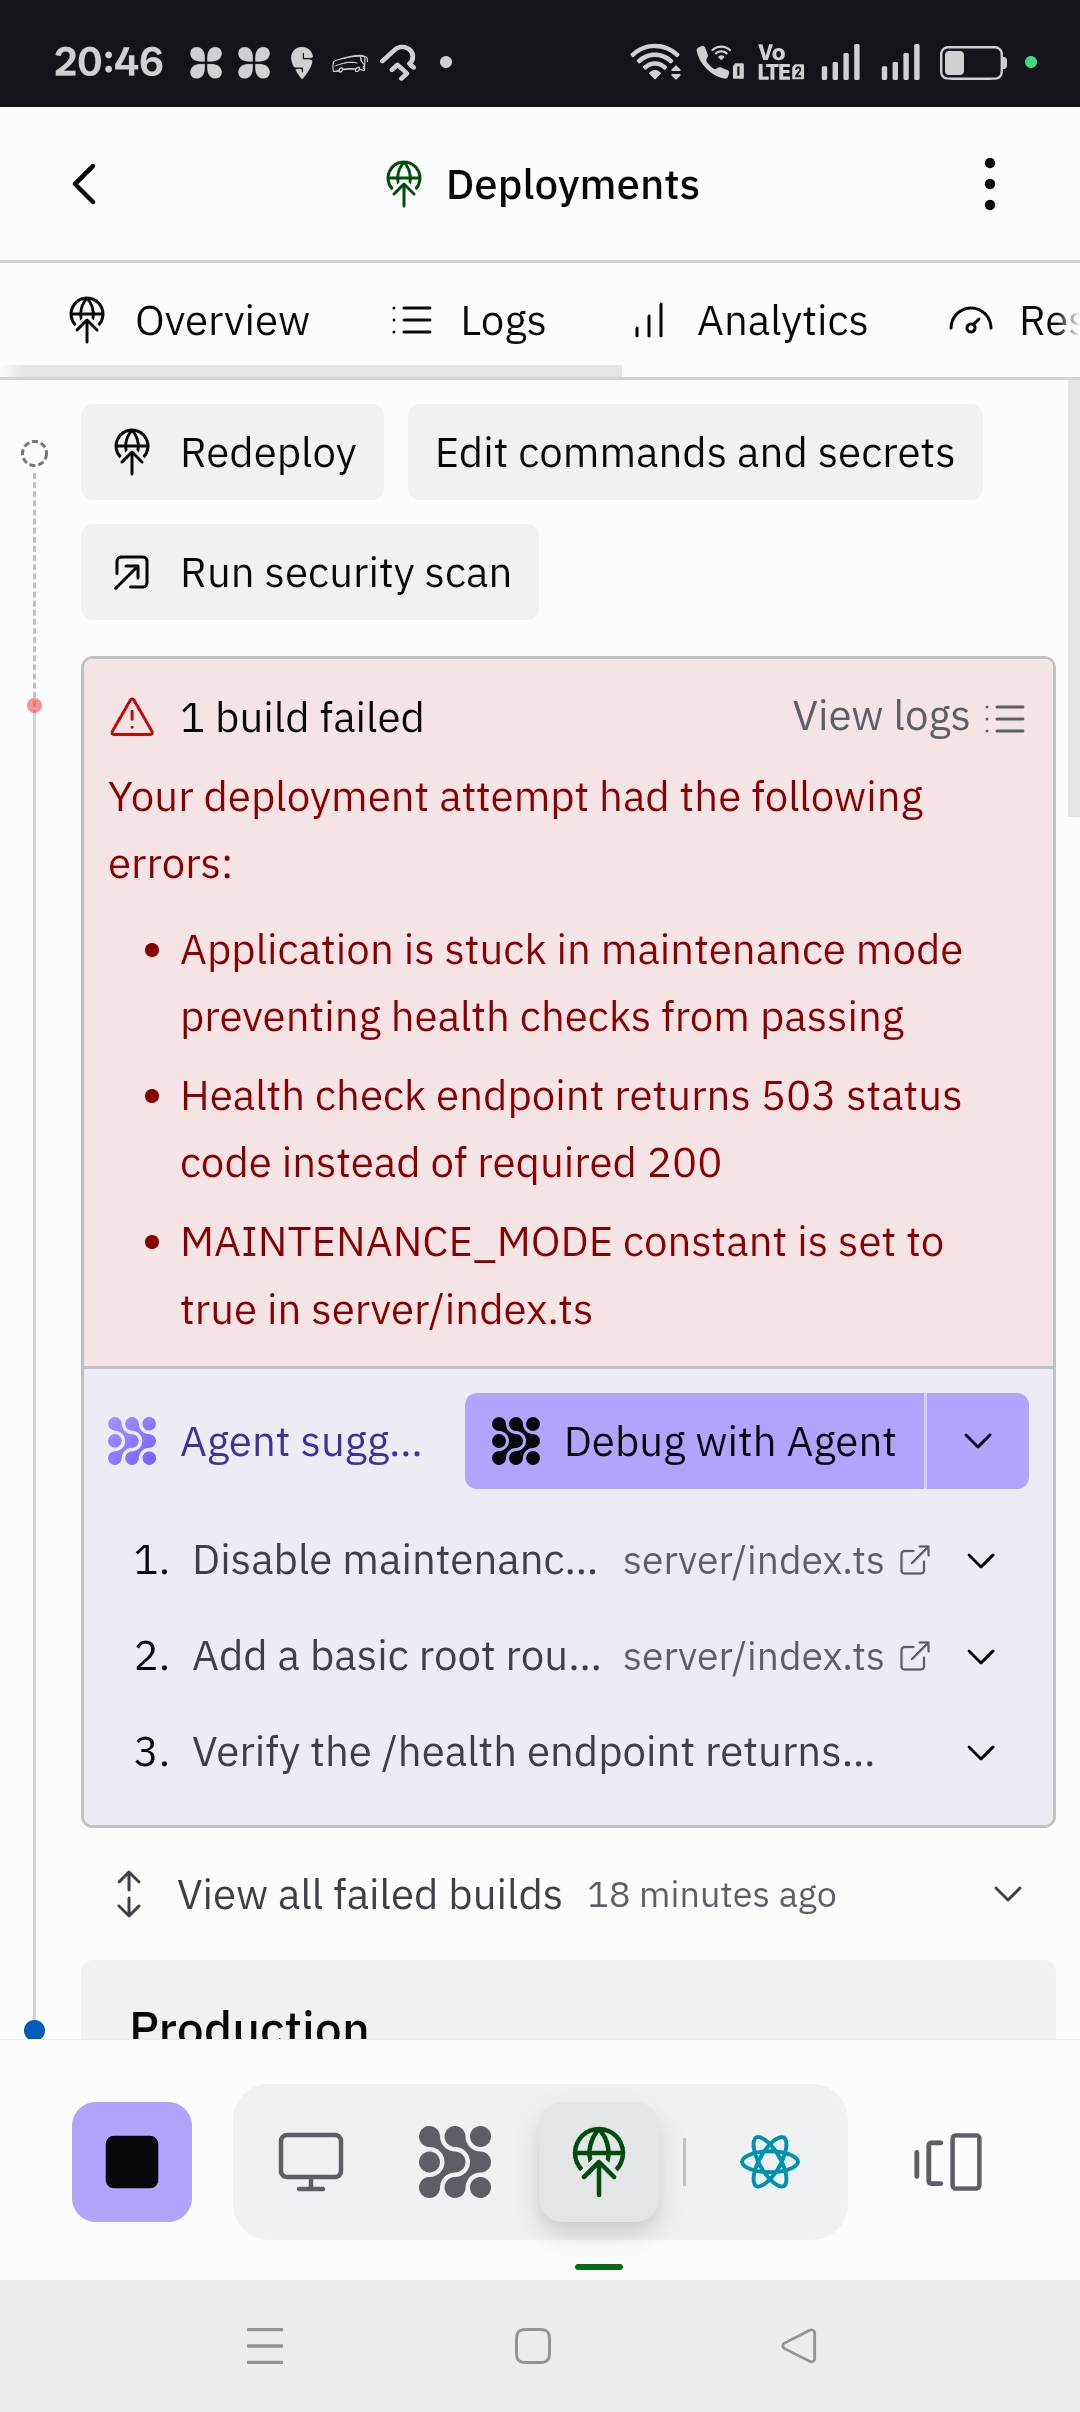 20:46
Vo
LTE2
Deployments
Overview
Logs
Analytics
Res
Redeploy
Edit commands and secrets
Run security scan
1 build failed
View logs
Your deployment attempt had the following
errors:
• Application is stuck in maintenance mode
preventing health checks from passing
• Health check endpoint returns 503 status
code instead of required 200
• MAINTENANCE_MODE constant is set to
true in server/index.ts
Agent sugg...
Debug with Agent
1. Disable maintenanc... server/index.ts
2. Add a basic root rou... server/index.ts
3. Verify the /health endpoint returns...
View all failed builds 18 minutes ago
Production